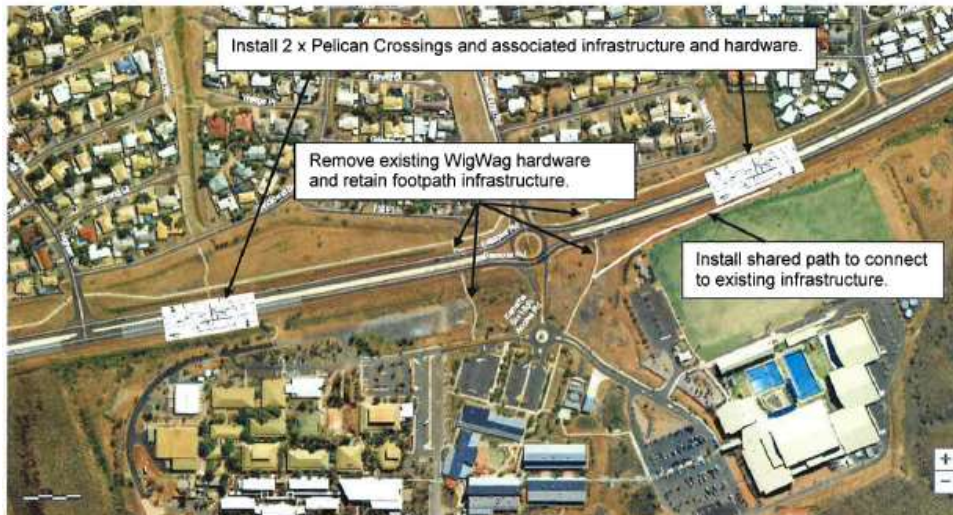 Install 2 x Pelican Crossings and associated infrastructure and hardware.
Remove existing WigWag hardware
and retain footpath infrastructure.
Install shared path to connect
to existing infrastructure.
+
−